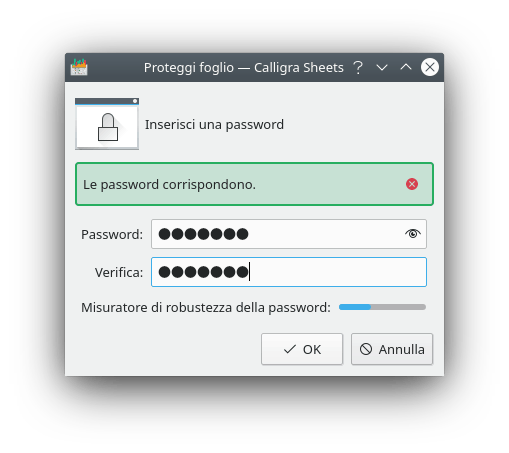 Proteggi foglio — Calligra Sheets
Inserisci una password
Le password corrispondono.
Password: ●●●●●●●
Verifica: ●●●●●●●
Misuratore di robustezza della password:
OK
Annulla